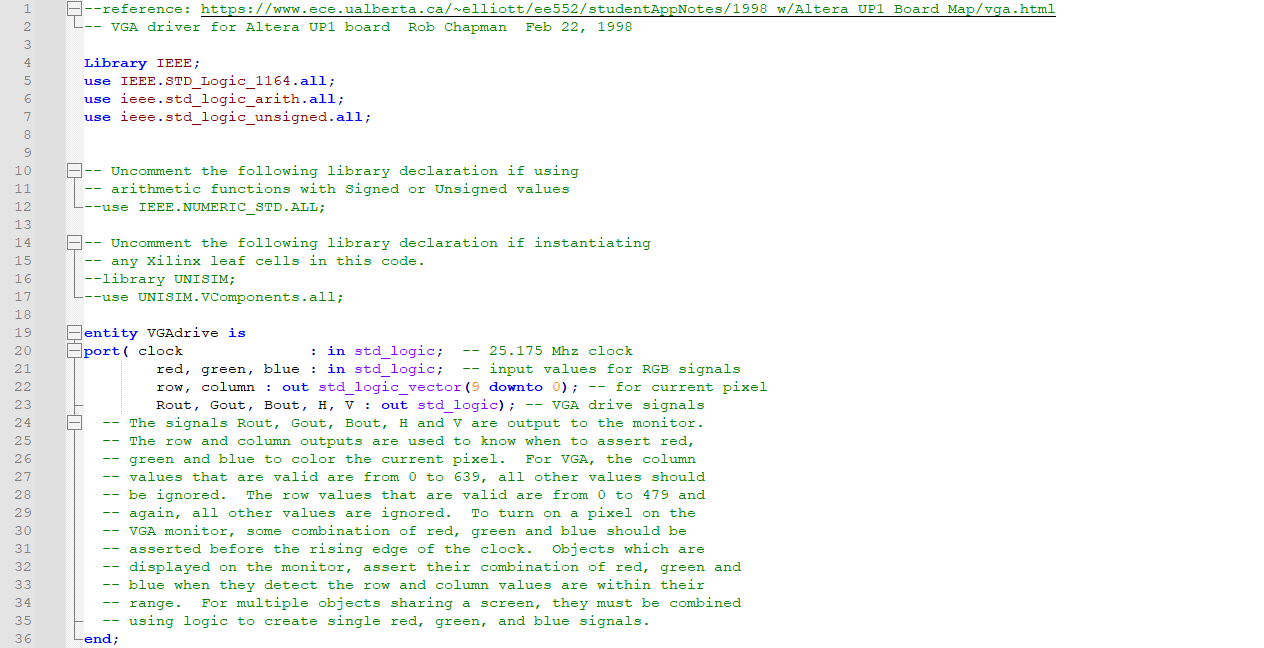 1 --reference: https://www.ece.ualberta.ca/~elliott/ee552/studentAppNotes/1998_w/Altera_UP1_Board_Map/vga.html
2 -- VGA driver for Altera UP1 board  Rob Chapman  Feb 22, 1998
3
4 Library IEEE;
5 use IEEE.STD_Logic_1164.all;
6 use ieee.std_logic_arith.all;
7 use ieee.std_logic_unsigned.all;
8
9
10 -- Uncomment the following library declaration if using
11 -- arithmetic functions with Signed or Unsigned values
12 --use IEEE.NUMERIC_STD.ALL;
13
14 -- Uncomment the following library declaration if instantiating
15 -- any Xilinx leaf cells in this code.
16 --library UNISIM;
17 --use UNISIM.VComponents.all;
18
19 entity VGAdrive is
20 port( clock              : in std_logic;  -- 25.175 Mhz clock
21         red, green, blue : in std_logic;  -- input values for RGB signals
22         row, column : out std_logic_vector(9 downto 0); -- for current pixel
23         Rout, Gout, Bout, H, V : out std_logic); -- VGA drive signals
24   -- The signals Rout, Gout, Bout, H and V are output to the monitor.
25   -- The row and column outputs are used to know when to assert red,
26   -- green and blue to color the current pixel.  For VGA, the column
27   -- values that are valid are from 0 to 639, all other values should
28   -- be ignored.  The row values that are valid are from 0 to 479 and
29   -- again, all other values are ignored.  To turn on a pixel on the
30   -- VGA monitor, some combination of red, green and blue should be
31   -- asserted before the rising edge of the clock.  Objects which are
32   -- displayed on the monitor, assert their combination of red, green and
33   -- blue when they detect the row and column values are within their
34   -- range.  For multiple objects sharing a screen, they must be combined
35   -- using logic to create single red, green, and blue signals.
36 end;